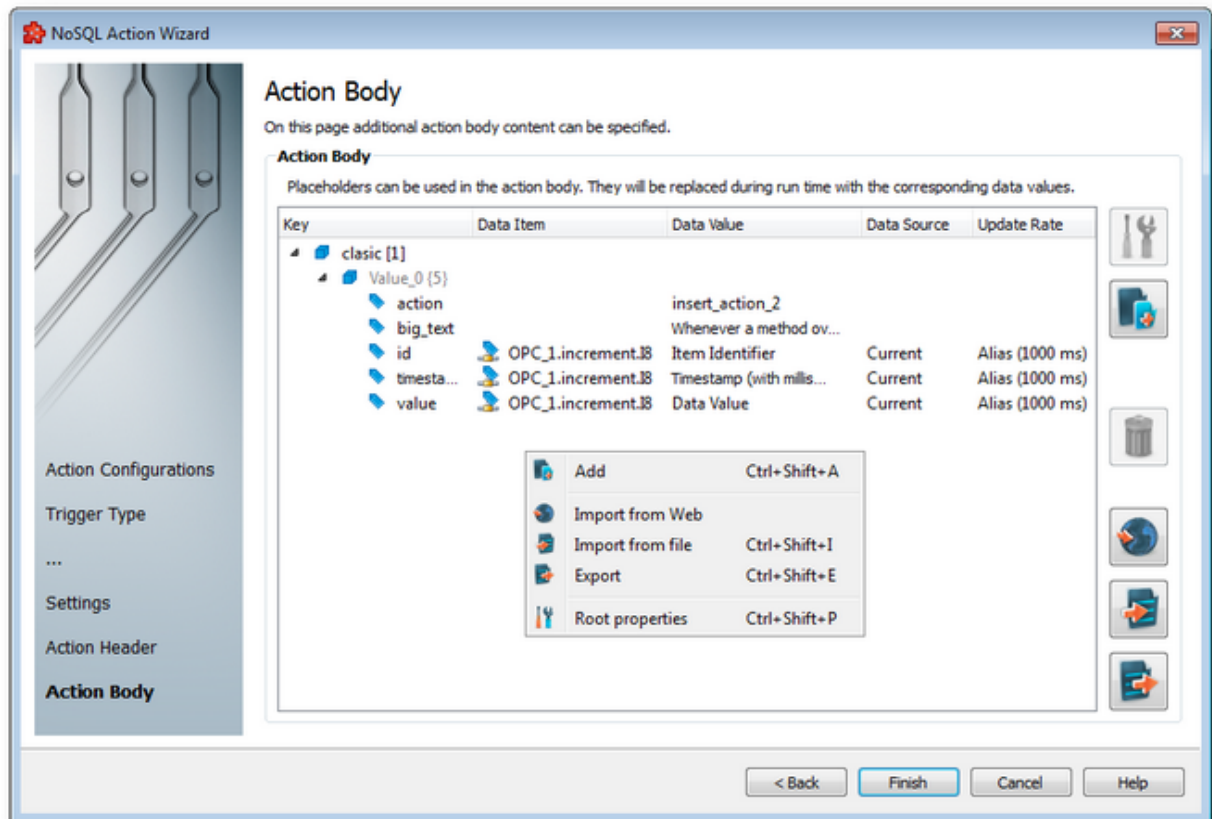 NoSQL Action Wizard
Action Body
On this page additional action body content can be specified.
Action Body
Placeholders can be used in the action body. They will be replaced during run time with the corresponding data values.
Key Data Item Data Value Data Source Update Rate
clasic [1]
Value_0 {5}
action insert_action_2
big_text Whenever a method ov...
id OPC_1.increment.I8 Item Identifier Current Alias (1000 ms)
timesta... OPC_1.increment.I8 Timestamp (with millis... Current Alias (1000 ms)
value OPC_1.increment.I8 Data Value Current Alias (1000 ms)
Add Ctrl+Shift+A
Import from Web
Import from file Ctrl+Shift+I
Export Ctrl+Shift+E
Root properties Ctrl+Shift+P
Action Configurations
Trigger Type
...
Settings
Action Header
Action Body
< Back Finish Cancel Help